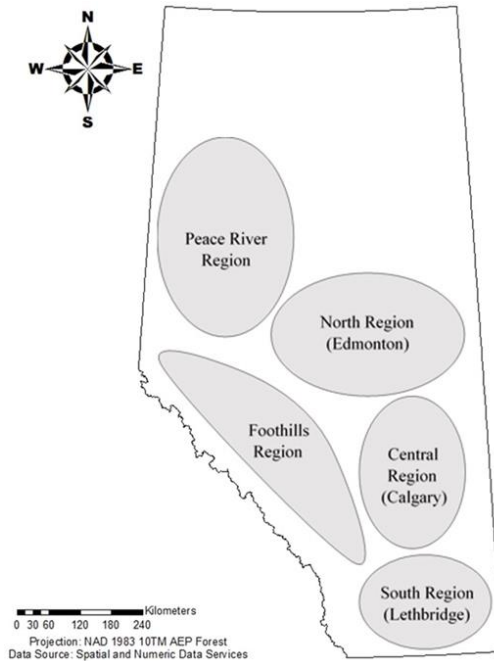 N
W E
S
Peace River
Region
North Region
(Edmonton)
Foothills
Region
Central
Region
(Calgary)
South Region
(Lethbridge)
Kilometers
0 30 60 120 180 240
Projection: NAD 1983 10TM AEP Forest
Data Source: Spatial and Numeric Data Services